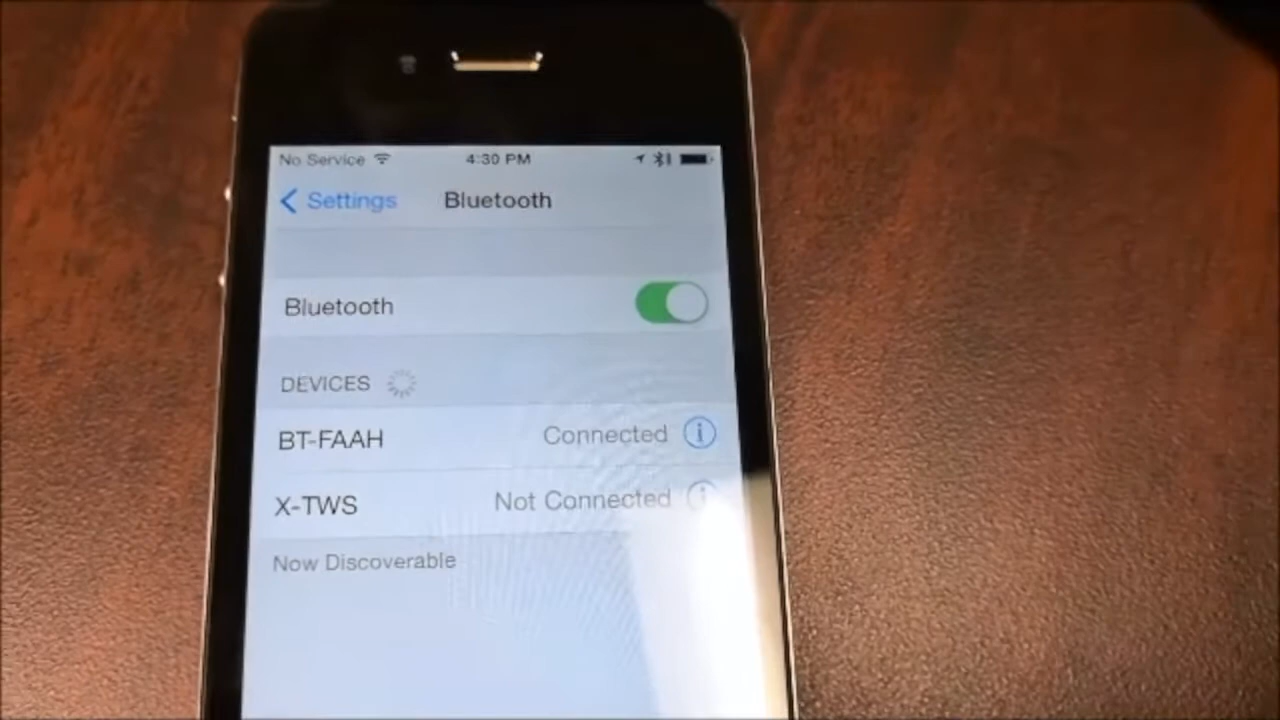 No Service 4:30 PM
Settings Bluetooth
Bluetooth
DEVICES
BT-FAAH Connected
X-TWS Not Connected
Now Discoverable